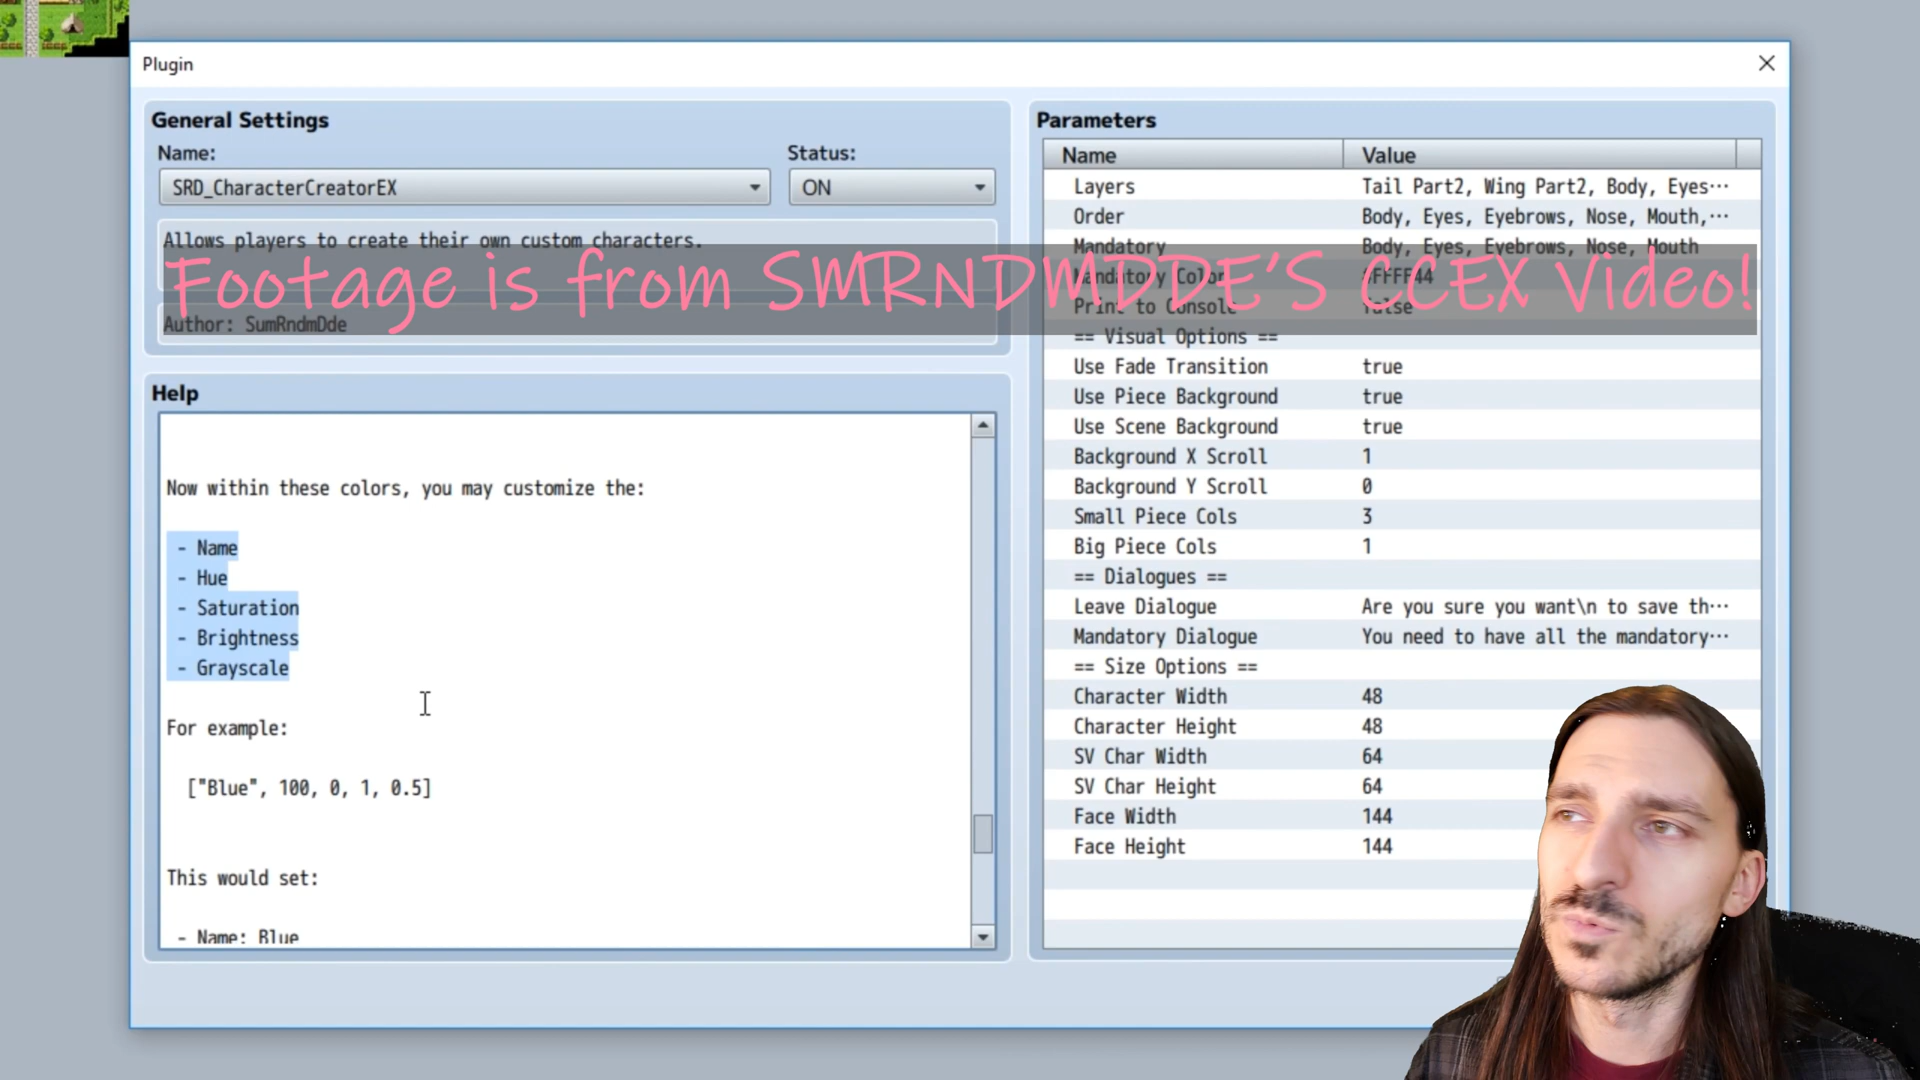 Plugin
General Settings
Name:
Status:
SRD_CharacterCreatorEX
ON
Allows players to create their own custom characters.
Footage is from SMRNDMDDE'S CCEX Video!
Author: SumRndmDde
Help
Now within these colors, you may customize the:
- Name
- Hue
- Saturation
- Brightness
- Grayscale
For example:
["Blue", 100, 0, 1, 0.5]
This would set:
- Name: Blue
Parameters
Name Value
Layers Tail Part2, Wing Part2, Body, Eyes…
Order Body, Eyes, Eyebrows, Nose, Mouth,…
Mandatory Body, Eyes, Eyebrows, Nose, Mouth
Mandatory Color #FFFF44
Print to Console false
== Visual Options ==
Use Fade Transition true
Use Piece Background true
Use Scene Background true
Background X Scroll 1
Background Y Scroll 0
Small Piece Cols 3
Big Piece Cols 1
== Dialogues ==
Leave Dialogue Are you sure you want\n to save th…
Mandatory Dialogue You need to have all the mandatory…
== Size Options ==
Character Width 48
Character Height 48
SV Char Width 64
SV Char Height 64
Face Width 144
Face Height 144